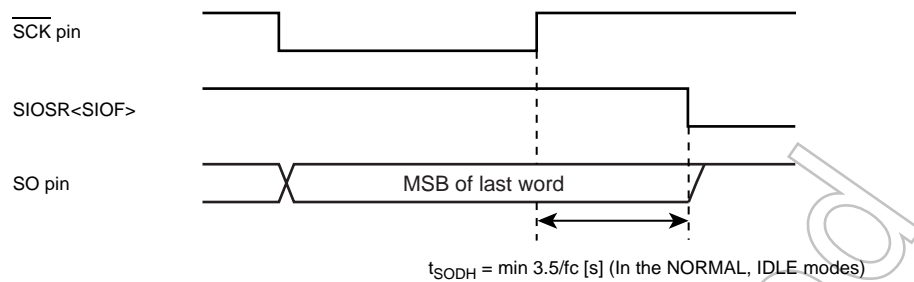 SCK pin
SIOSR<SIOF>
SO pin
MSB of last word
tSODH = min 3.5/fc [s] (In the NORMAL, IDLE modes)